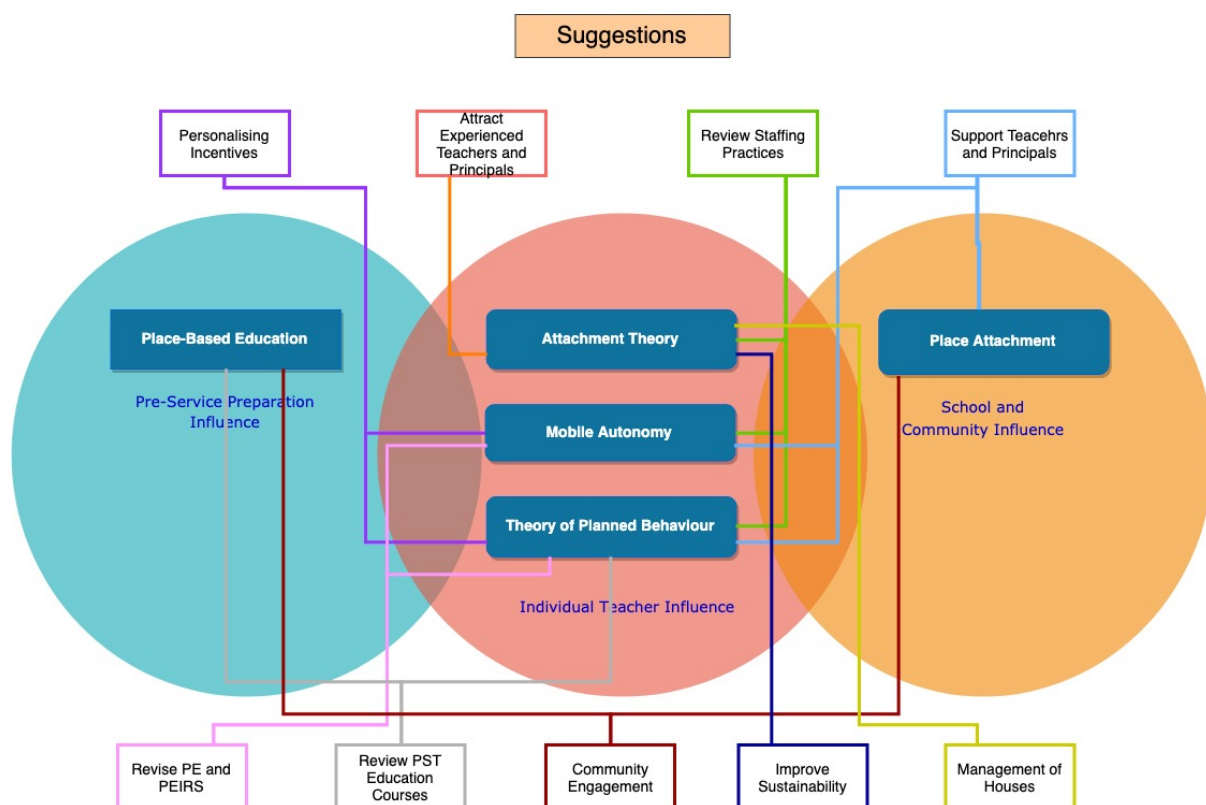 Suggestions
Personalising
Incentives
Attract
Experienced
Teachers and
Principals
Review Staffing
Practices
Support Teacehrs
and Principals
Place-Based Education
Attachment Theory
Place Attachment
Pre-Service Preparation
Influence
Mobile Autonomy
School and
Community Influence
Theory of Planned Behaviour
Individual Teacher Influence
Revise PE and
PEIRS
Review PST
Education
Courses
Community
Engagement
Improve
Sustainability
Management of
Houses